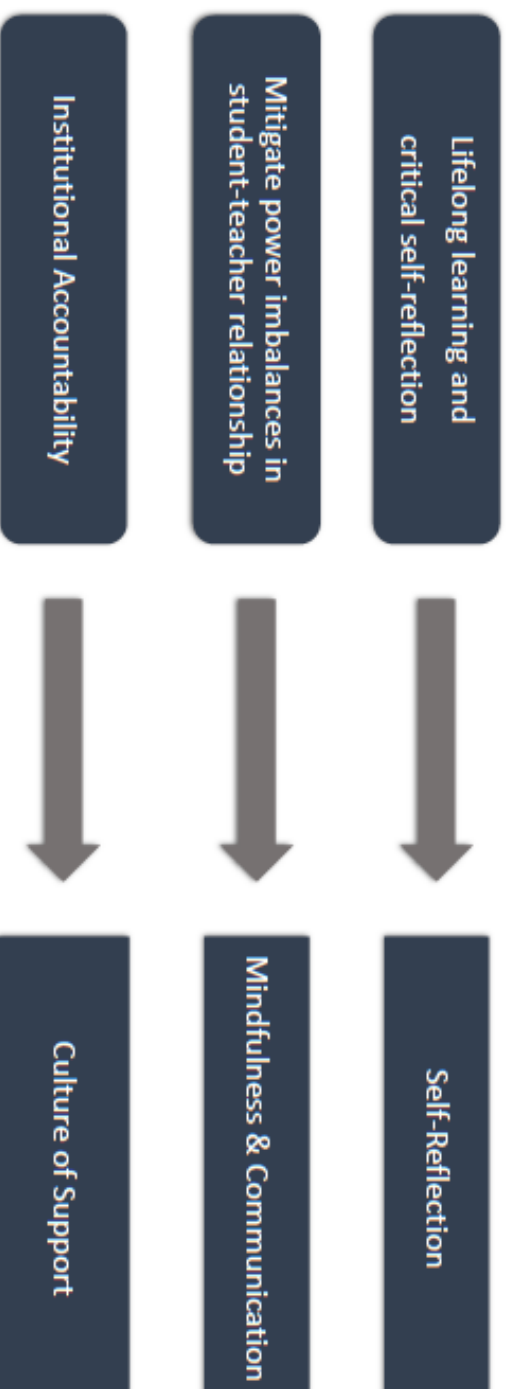 Lifelong learning and
critical self-reflection
Self-Reflection
Mitigate power imbalances in
student-teacher relationship
Mindfulness & Communication
Institutional Accountability
Culture of Support